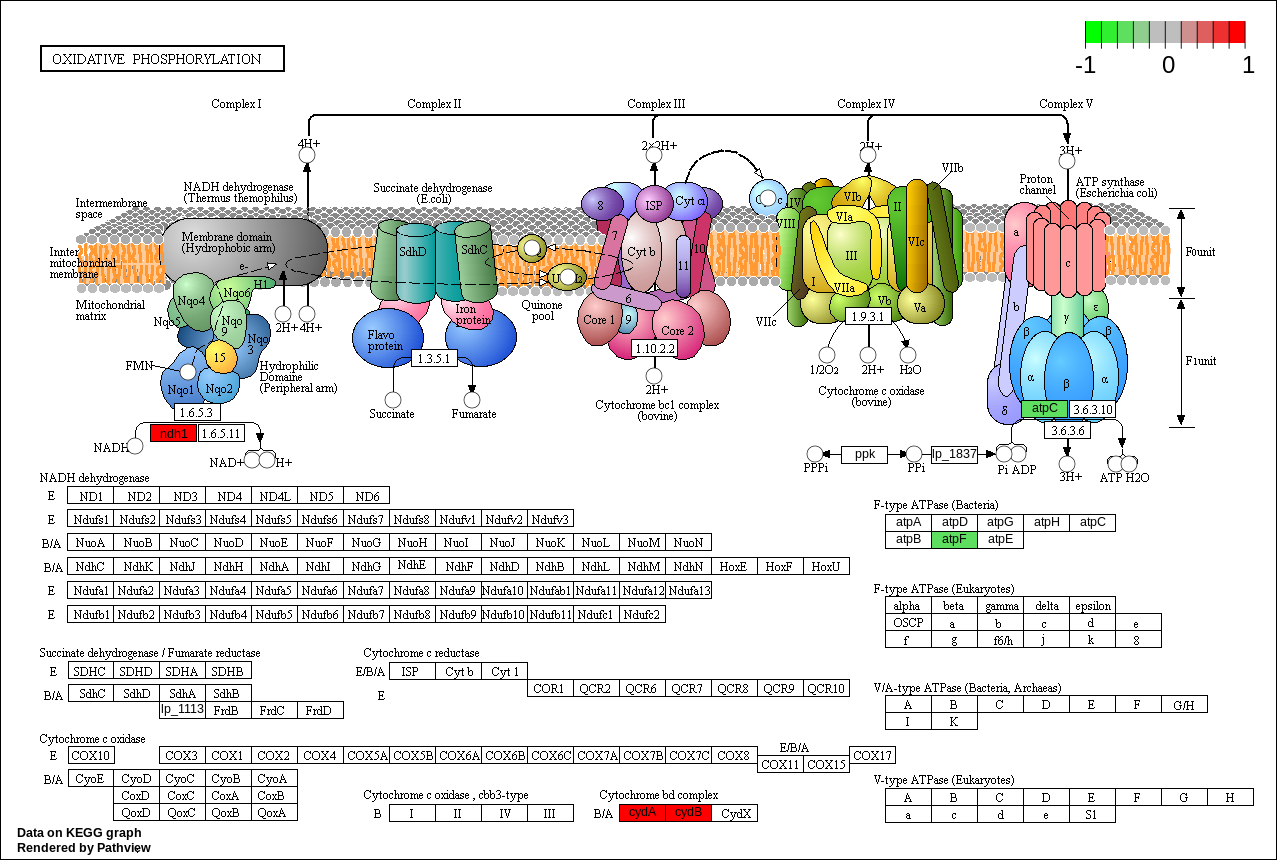 OXIDATIVE PHOSPHORYLATION
-1 0 1
Complex I Complex II Complex III Complex IV Complex V
4H+ 2H+ 3H+
NADH dehydrogenase
(Thermus themophilus)
Succinate dehydrogenase
(E.coli)
Intermembrane
space
Innter
mitochondrial
membrane
Mitochondrial
matrix
Membrane domain
(Hydrophobic arm)
e-
H1
Nqo4 Nqo6
Nqo5 Nqo
9
Nqo
3
15
FMN
Nqo1 Nqo2
2H+ 4H+
Hydrophilic
Domaine
(Peripheral arm)
1.6.5.3
ndh1 1.6.5.11
NADH
NAD+ H+
SdhD SdhC
Iron
protein
Flavo
protein
1.3.5.1
Succinate Fumarate
Quinone
pool
8 ISP Cyt c1
7 Cyt b 10
11
6
9
Core 1 Core 2
1.10.2.2
2H+
Cytochrome bc1 complex
(bovine)
VIIb
IV VIb II
VIII VIa VIc
III
I VIIa
VIIc Vb Va
1.9.3.1
1/2O2 2H+ H2O
Cytochrome c oxidase
(bovine)
Proton
channel
ATP synthase
(Escherichia coli)
a c
b γ ε
β β
α β α
δ
F0unit
F1unit
atpC 3.6.3.10
3.6.3.6
PPPi ppk PPi lp_1837 Pi ADP 3H+ ATP H2O
NADH dehydrogenase
E ND1 ND2 ND3 ND4 ND4L ND5 ND6
E Ndufs1 Ndufs2 Ndufs3 Ndufs4 Ndufs5 Ndufs6 Ndufs7 Ndufs8 Ndufv1 Ndufv2 Ndufv3
B/A NuoA NuoB NuoC NuoD NuoE NuoF NuoG NuoH NuoI NuoJ NuoK NuoL NuoM NuoN
B/A NdhC NdhK NdhJ NdhH NdhA NdhI NdhG NdhE NdhF NdhD NdhB NdhL NdhM NdhN HoxE HoxF HoxU
E Ndufa1 Ndufa2 Ndufa3 Ndufa4 Ndufa5 Ndufa6 Ndufa7 Ndufa8 Ndufa9 Ndufa10 Ndufab1 Ndufa11 Ndufa12 Ndufa13
E Ndufb1 Ndufb2 Ndufb3 Ndufb4 Ndufb5 Ndufb6 Ndufb7 Ndufb8 Ndufb9 Ndufb10 Ndufb11 Ndufc1 Ndufc2
Succinate dehydrogenase / Fumarate reductase
E SDHC SDHD SDHA SDHB
B/A SdhC SdhD SdhA SdhB
lp_1113 FrdB FrdC FrdD
Cytochrome c reductase
E/B/A ISP Cyt b Cyt 1
E COR1 QCR2 QCR6 QCR7 QCR8 QCR9 QCR10
Cytochrome c oxidase
E COX10 COX3 COX1 COX2 COX4 COX5A COX5B COX6A COX6B COX6C COX7A COX7B COX7C COX8
E/B/A
COX11 COX15 COX17
B/A CyoE CyoD CyoC CyoB CyoA
CoxD CoxC CoxA CoxB
QoxD QoxC QoxB QoxA
Cytochrome c oxidase , cbb3-type
B I II IV III
Cytochrome bd complex
B/A cydA cydB CydX
F-type ATPase (Bacteria)
atpA atpD atpG atpH atpC
atpB atpF atpE
F-type ATPase (Eukaryotes)
alpha beta gamma delta epsilon
OSCP a b c d e
f g f6/h j k 8
V/A-type ATPase (Bacteria, Archaeas)
A B C D E F G/H
I K
V-type ATPase (Eukaryotes)
A B C D E F G H
a c d e S1
Data on KEGG graph
Rendered by Pathview